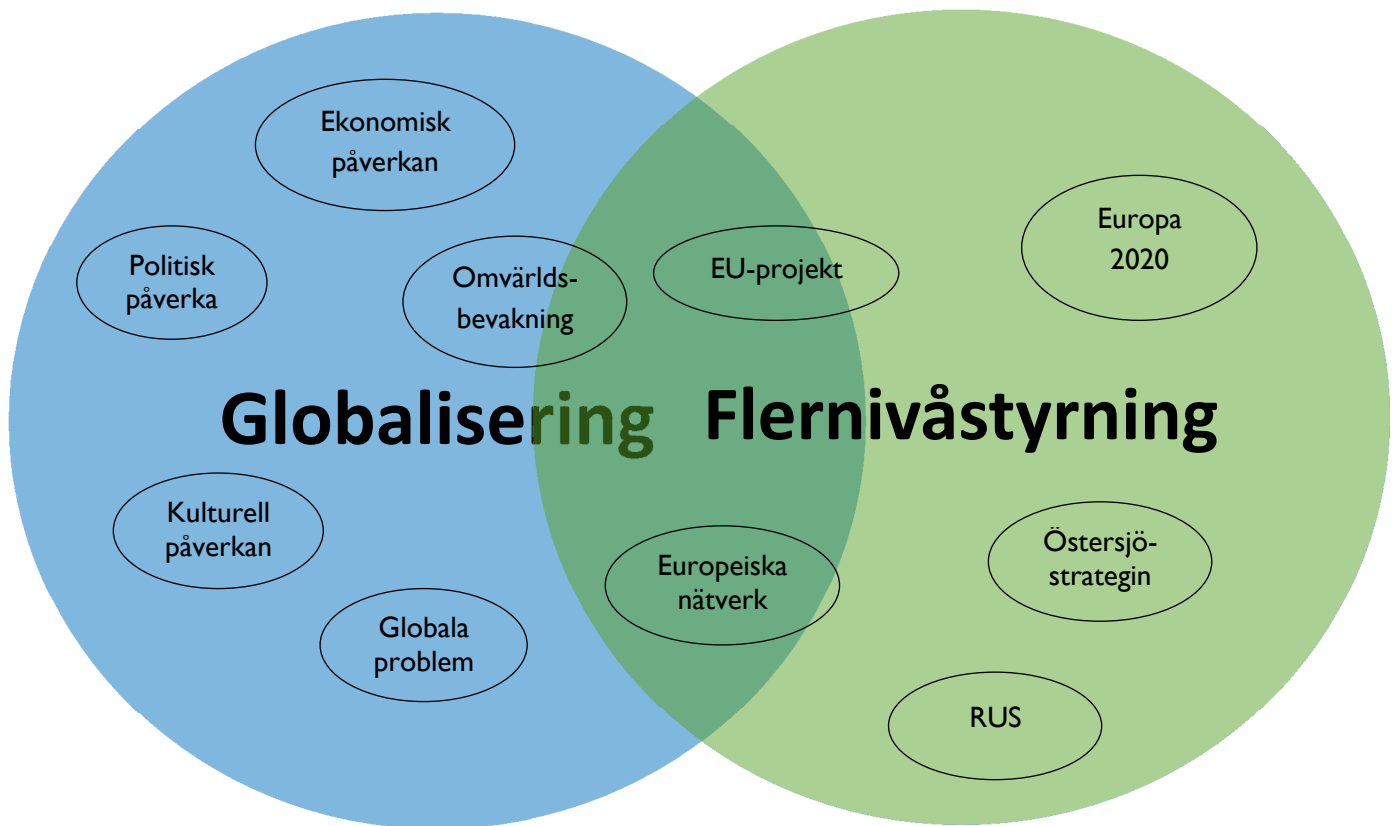 Ekonomisk
påverkan
Politisk
påverka
Omvärlds-
bevakning
EU-projekt
Europa
2020
Globalisering
Flernivåstyrning
Kulturell
påverkan
Globala
problem
Europeiska
nätverk
Östersjö-
strategin
RUS